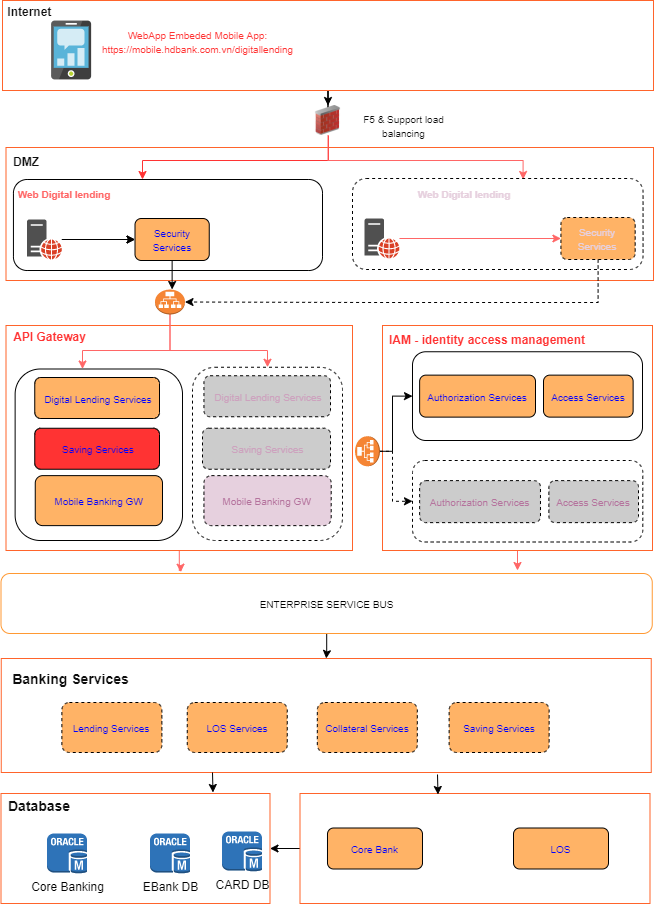 Internet
WebApp Embeded Mobile App:
https://mobile.hdbank.com.vn/digitallending
F5 & Support load
balancing
DMZ
Web Digital lending
Security
Services
Web Digital lending
Security
Services
API Gateway
Digital Lending Services
Saving Services
Mobile Banking GW
Digital Lending Services
Saving Services
Mobile Banking GW
IAM - identity access management
Authorization Services
Access Services
Authorization Services
Access Services
ENTERPRISE SERVICE BUS
Banking Services
Lending Services
LOS Services
Collateral Services
Saving Services
Database
ORACLE
M
Core Banking
ORACLE
M
EBank DB
ORACLE
M
CARD DB
Core Bank
LOS